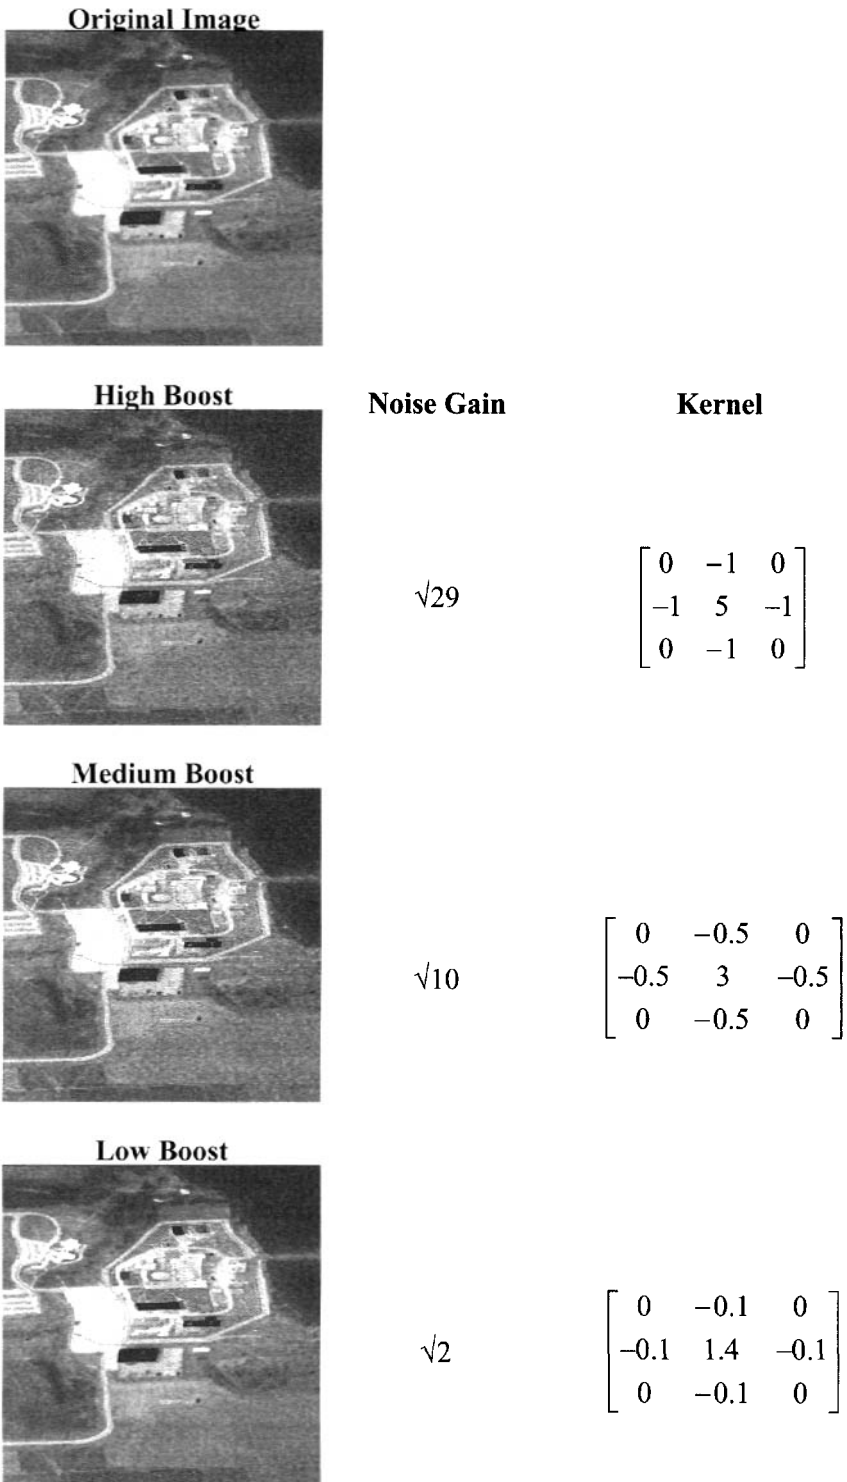 Original Image
High Boost
Noise Gain
Kernel
√29
0 −1 0
−1 5 −1
0 −1 0
Medium Boost
√10
0 −0.5 0
−0.5 3 −0.5
0 −0.5 0
Low Boost
√2
0 −0.1 0
−0.1 1.4 −0.1
0 −0.1 0